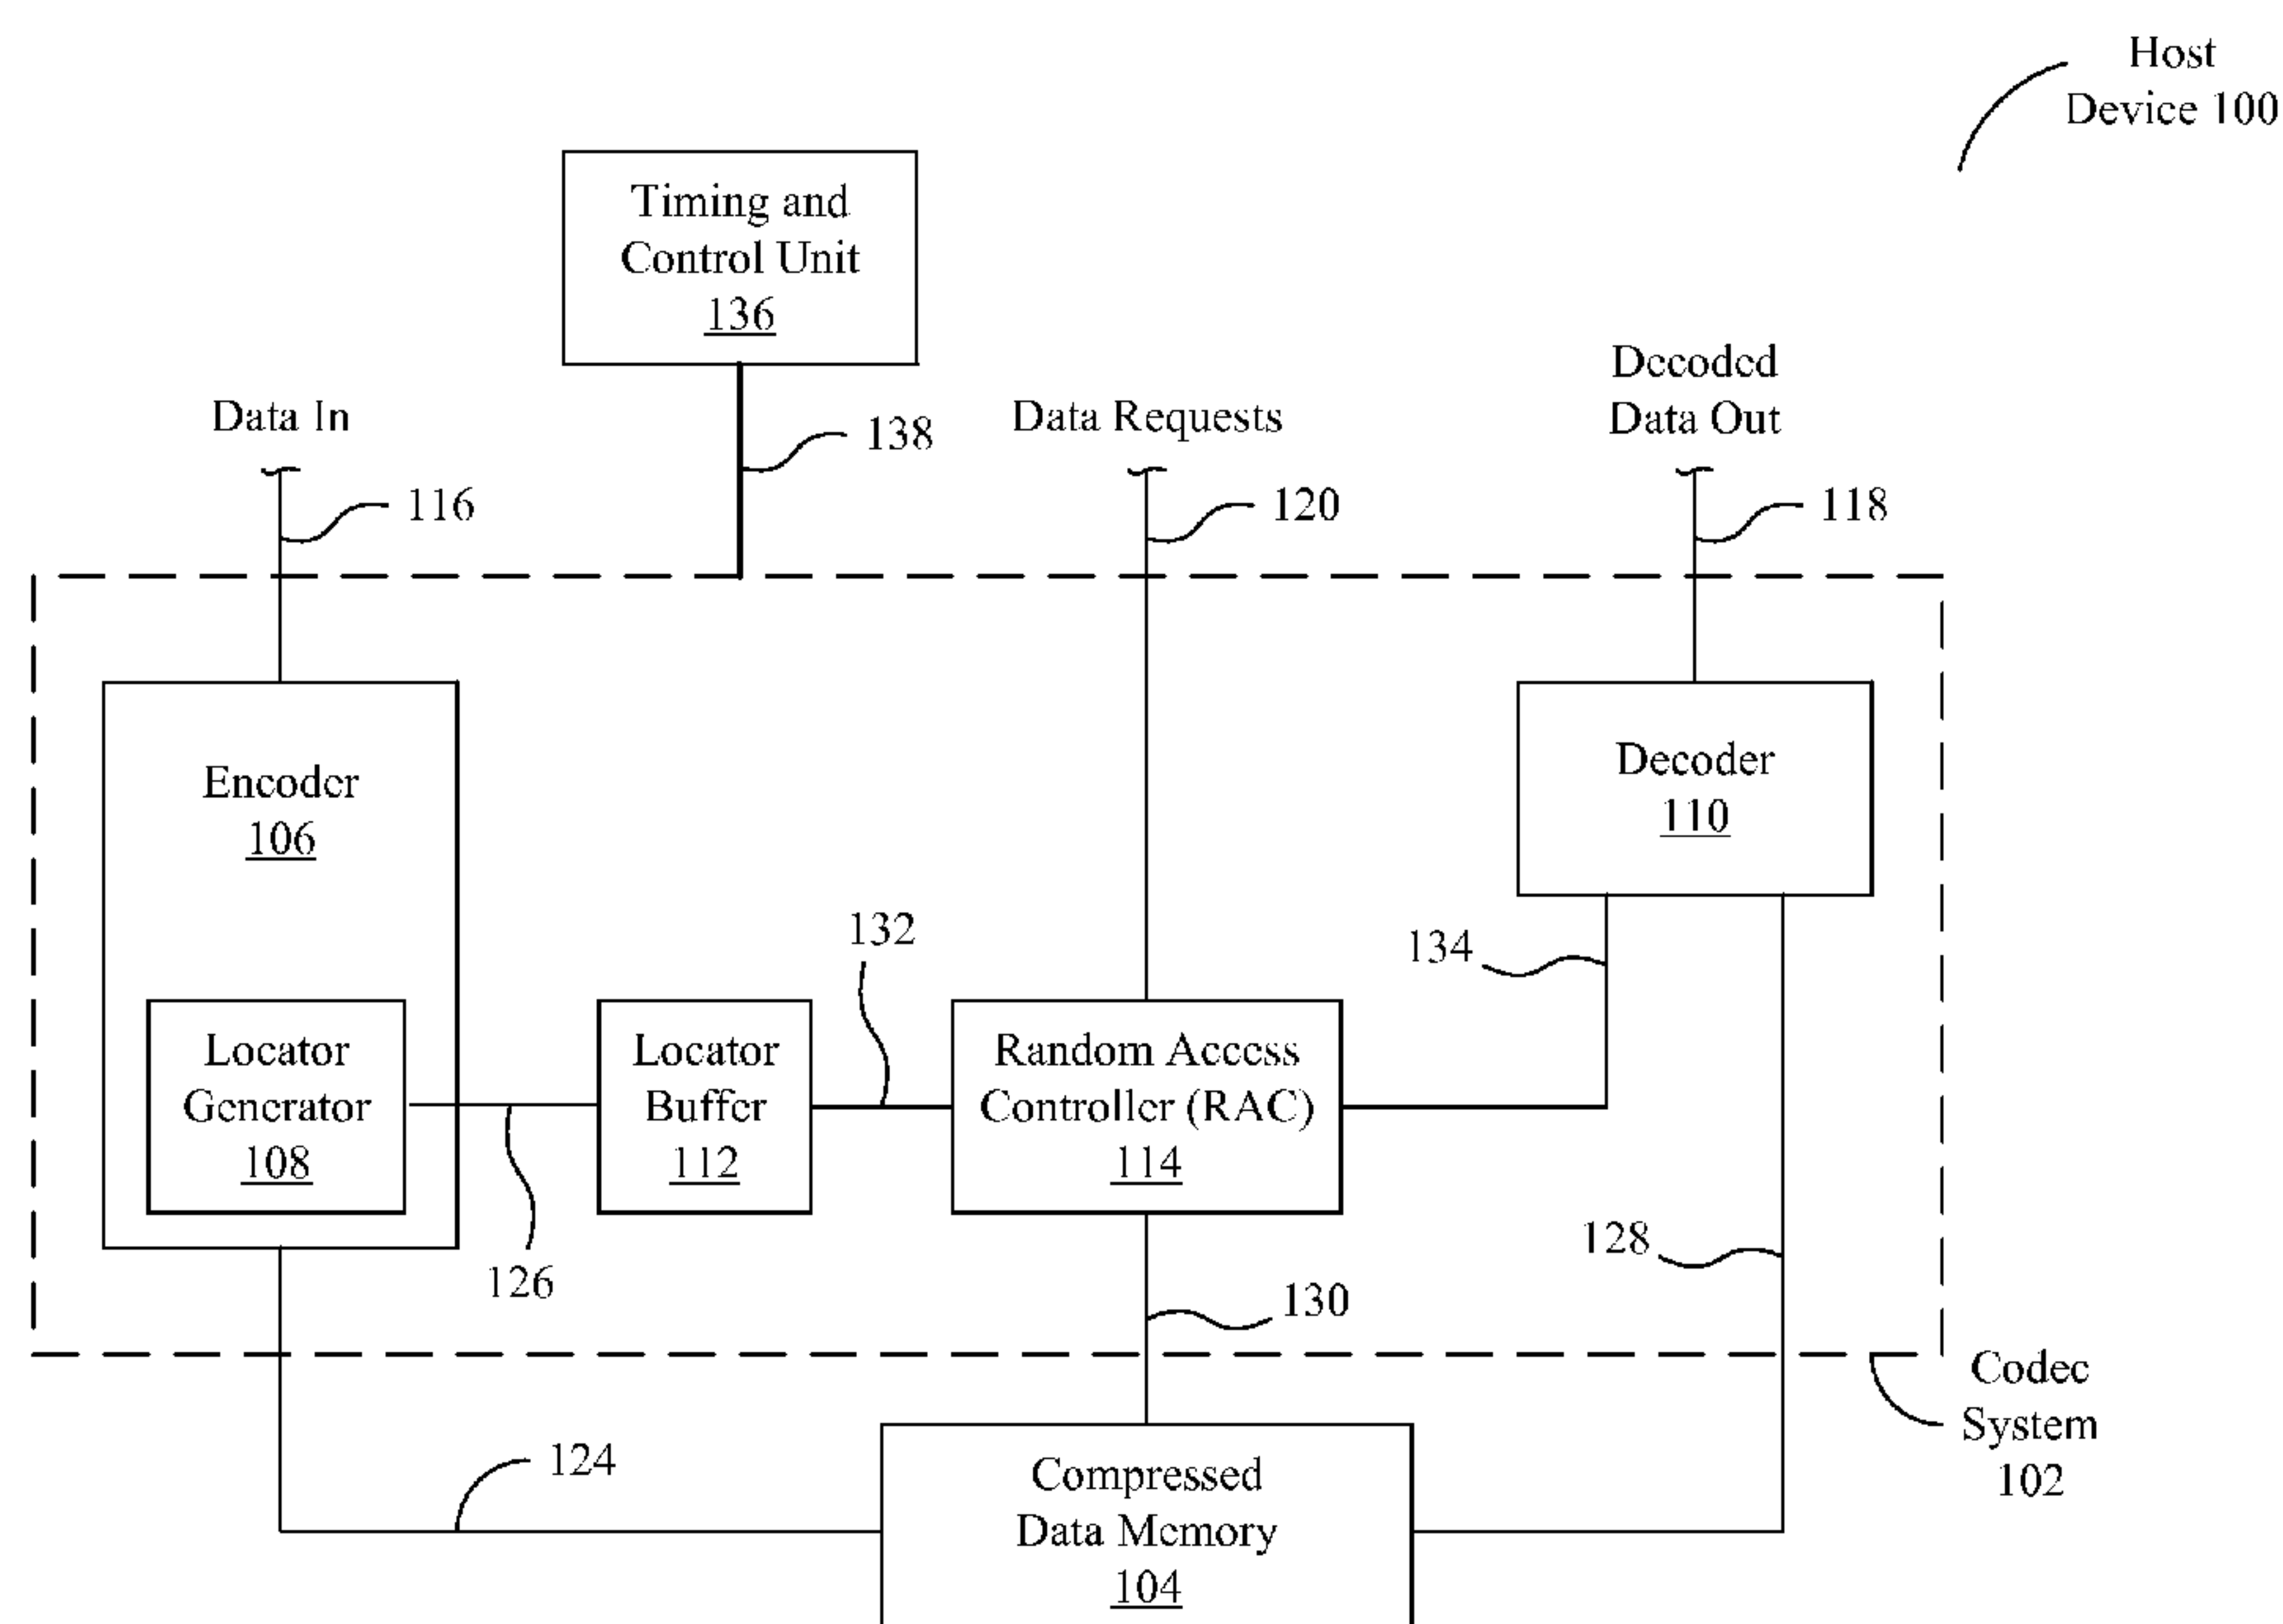 Host
Device 100
Timing and
Control Unit
136
Data In
138
Data Requests
Decoded
Data Out
116
120
118
Encoder
106
Decoder
110
132
134
Locator
Generator
108
Locator
Buffer
112
Random Access
Controller (RAC)
114
126
128
130
Codec
System
102
124
Compressed
Data Memory
104